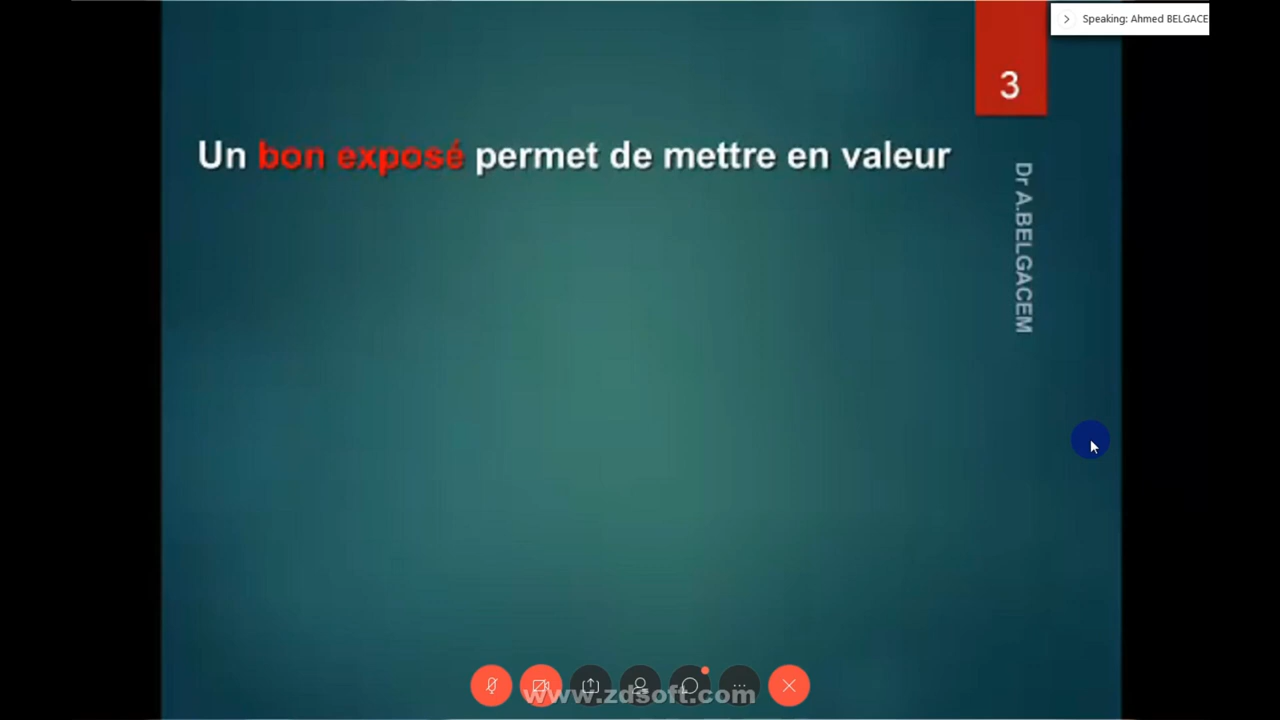 Speaking: Ahmed BELGACE
3
Un bon exposé permet de mettre en valeur
Dr A.BELGACEM
www.zdsoft.com